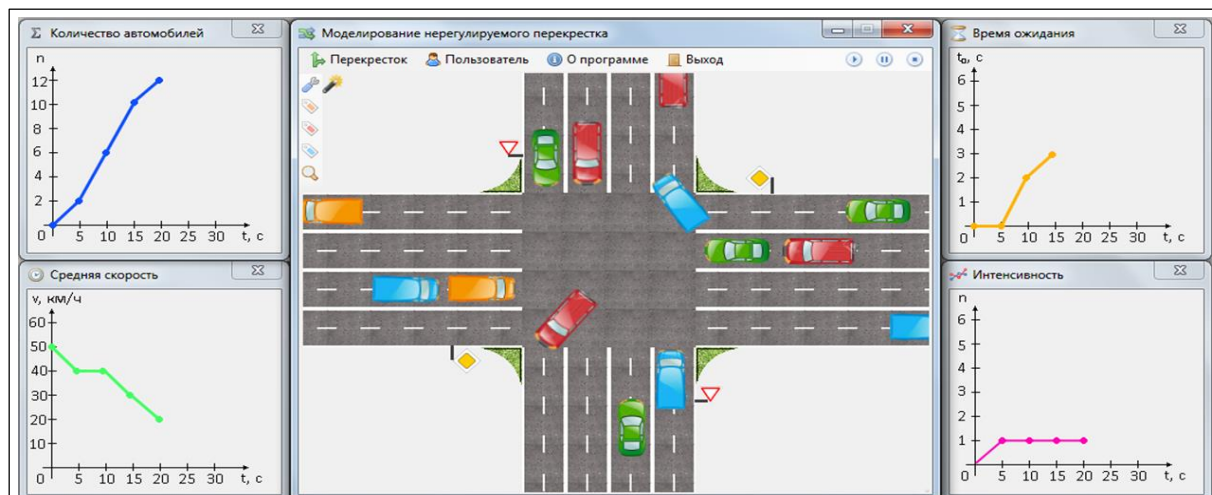 Количество автомобилей
n
12
10
8
6
4
2
0 5 10 15 20 25 30 t, с
Средняя скорость
v, км/ч
60
50
40
30
20
10
0 5 10 15 20 25 30 t, с
Моделирование нерегулируемого перекрестка
Перекресток Пользователь О программе Выход
Время ожидания
tа, с
6
5
4
3
2
1
0 5 10 15 20 25 30 t, с
Интенсивность
n
6
5
4
3
2
1
0 5 10 15 20 25 30 t, с